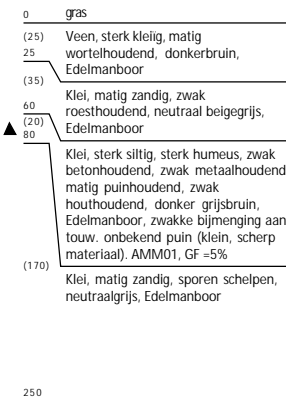 0 gras
(25) Veen, sterk kleiïg, matig
25 wortelhoudend, donkerbruin,
Edelmanboor
(35)
Klei, matig zandig, zwak
60 roesthoudend, neutraal beigegrijs,
(20) Edelmanboor
80
Klei, sterk siltig, sterk humeus, zwak
betonhoudend, zwak metaalhoudend,
matig puinhoudend, zwak
houthoudend, donker grijsbruin,
Edelmanboor, zwakke bijmenging aan
touw. onbekend puin (klein, scherp
materiaal). AMM01, GF =5%
(170)
Klei, matig zandig, sporen schelpen,
neutraalgrijs, Edelmanboor
250